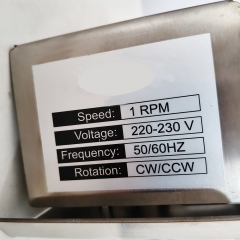 Speed: 1 RPM
Voltage: 220-230 V
Frequency: 50/60HZ
Rotation: CW/CCW